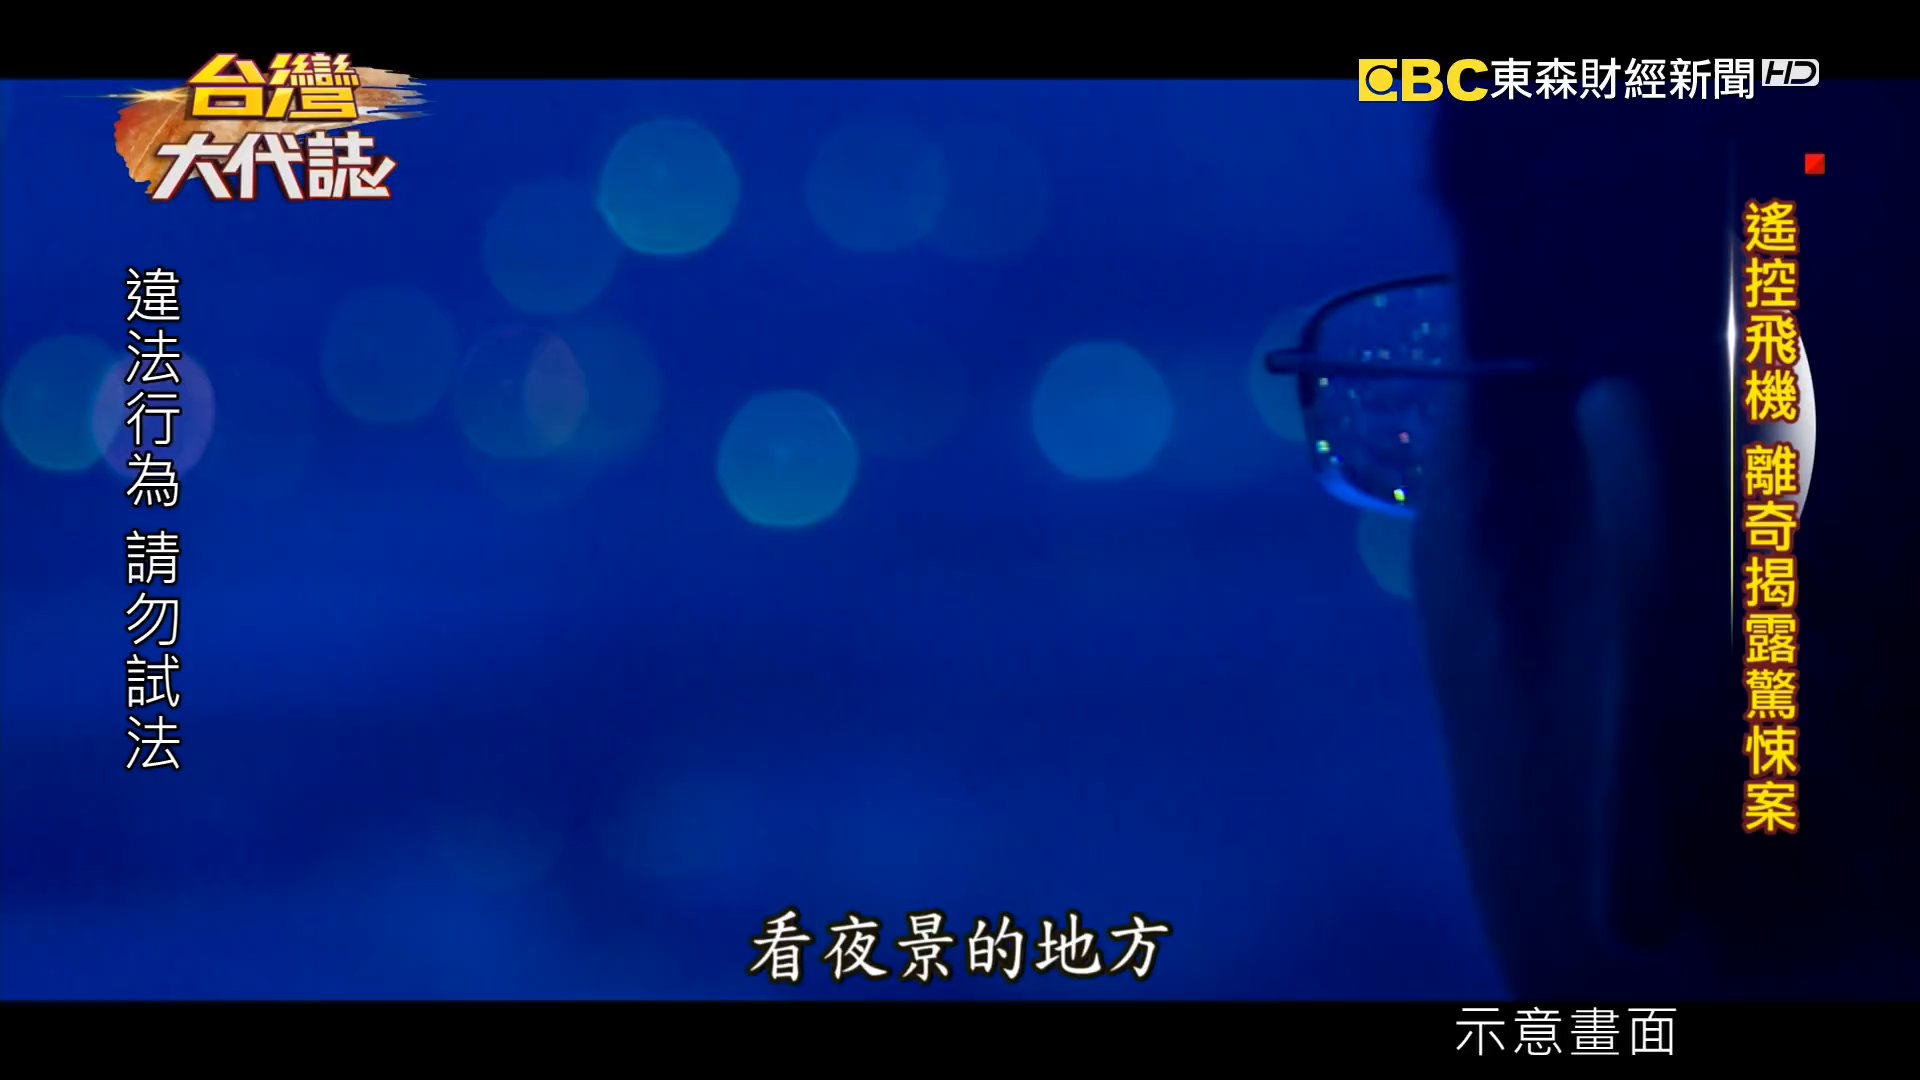 台灣
大代誌
EBC東森財經新聞HD
違法行為 請勿試法
遙控飛機 離奇揭露驚悚案
看夜景的地方
示意畫面